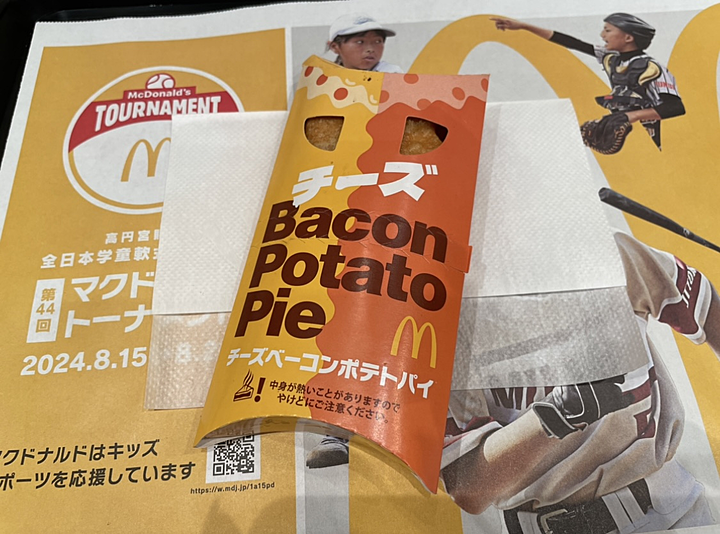 McDonald's
TOURNAMENT
高円宮
全日本学童軟式
第44回
マクド
トーナ
2024.8.15
マクドナルドはキッズ
ポーツを応援しています
https://w.mdj.jp/1a15pd
チーズ
Bacon
Potato
Pie
チーズベーコンポテトパイ
!
中身が熱いことがありますので
やけどにご注意ください。